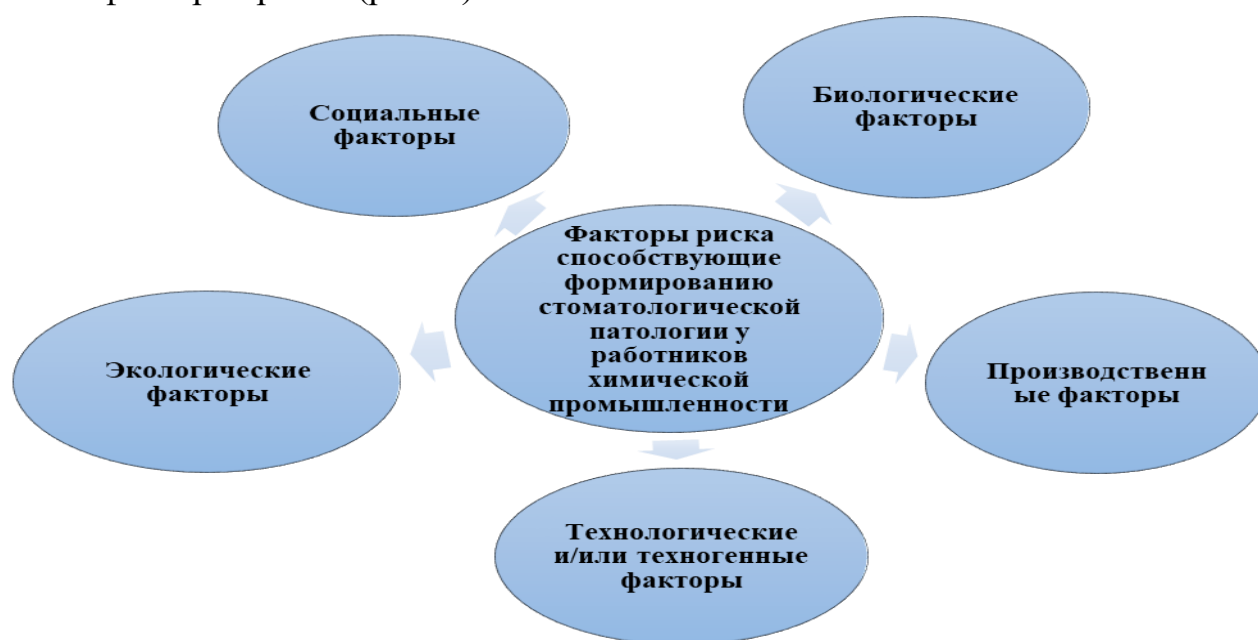 Социальные
факторы
Биологические
факторы
Факторы риска
способствующие
формированию
стоматологической
патологии у
работников
химической
промышленности
Экологические
факторы
Производственн
ые факторы
Технологические
и/или техногенные
факторы